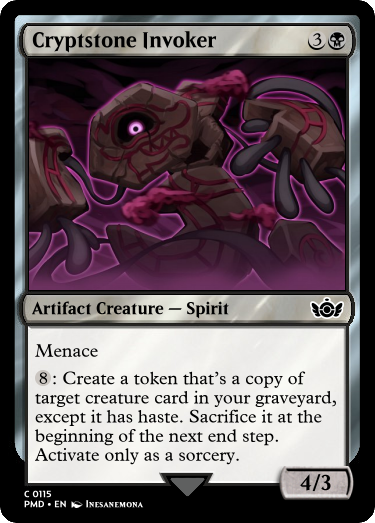 Cryptstone Invoker 3
Artifact Creature — Spirit
Menace
8: Create a token that's a copy of
target creature card in your graveyard,
except it has haste. Sacrifice it at the
beginning of the next end step.
Activate only as a sorcery.
4/3
C 0115
PMD • EN Inesanemona